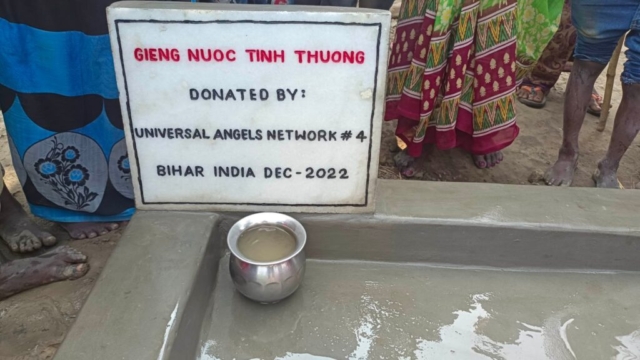 GIENG NUOC TINH THUONG
DONATED BY:
UNIVERSAL ANGELS NETWORK # 4
BIHAR INDIA DEC - 2022